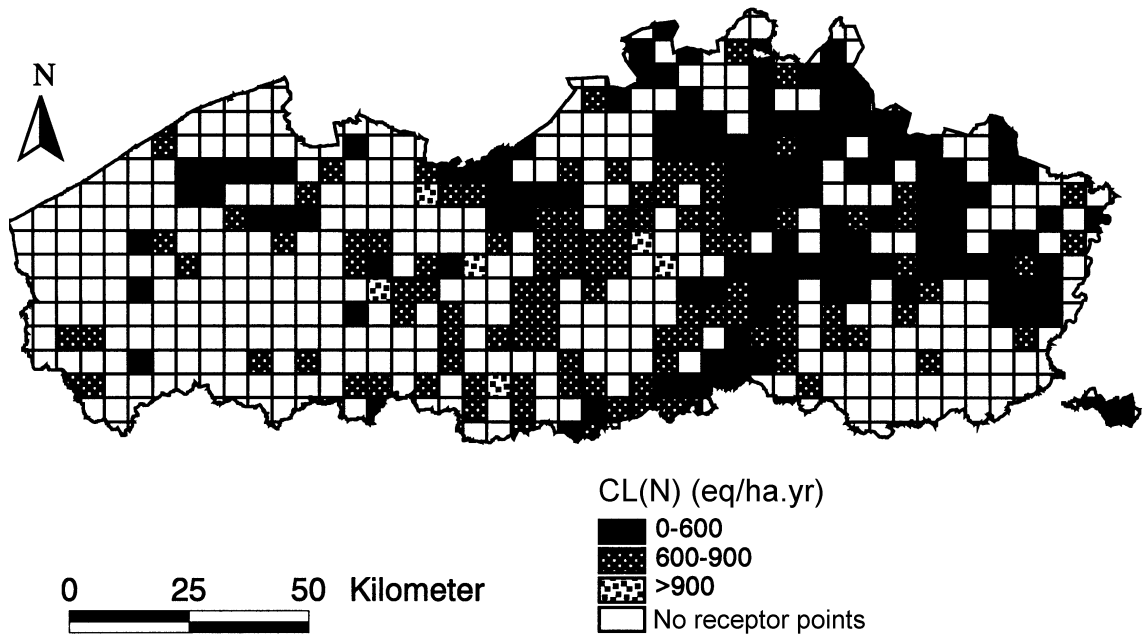 N
CL(N) (eq/ha.yr)
0-600
600-900
>900
No receptor points
0 25 50 Kilometer